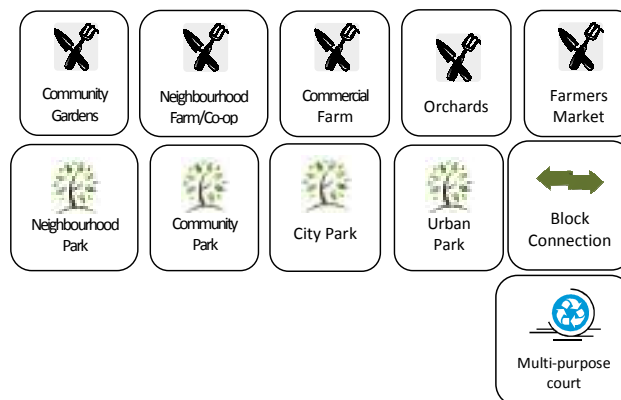 Community
Gardens
Neighbourhood
Farm/Co-op
Commercial
Farm
Orchards
Farmers
Market
Neighbourhood
Park
Community
Park
City Park
Urban
Park
Block
Connection
Multi-purpose
court